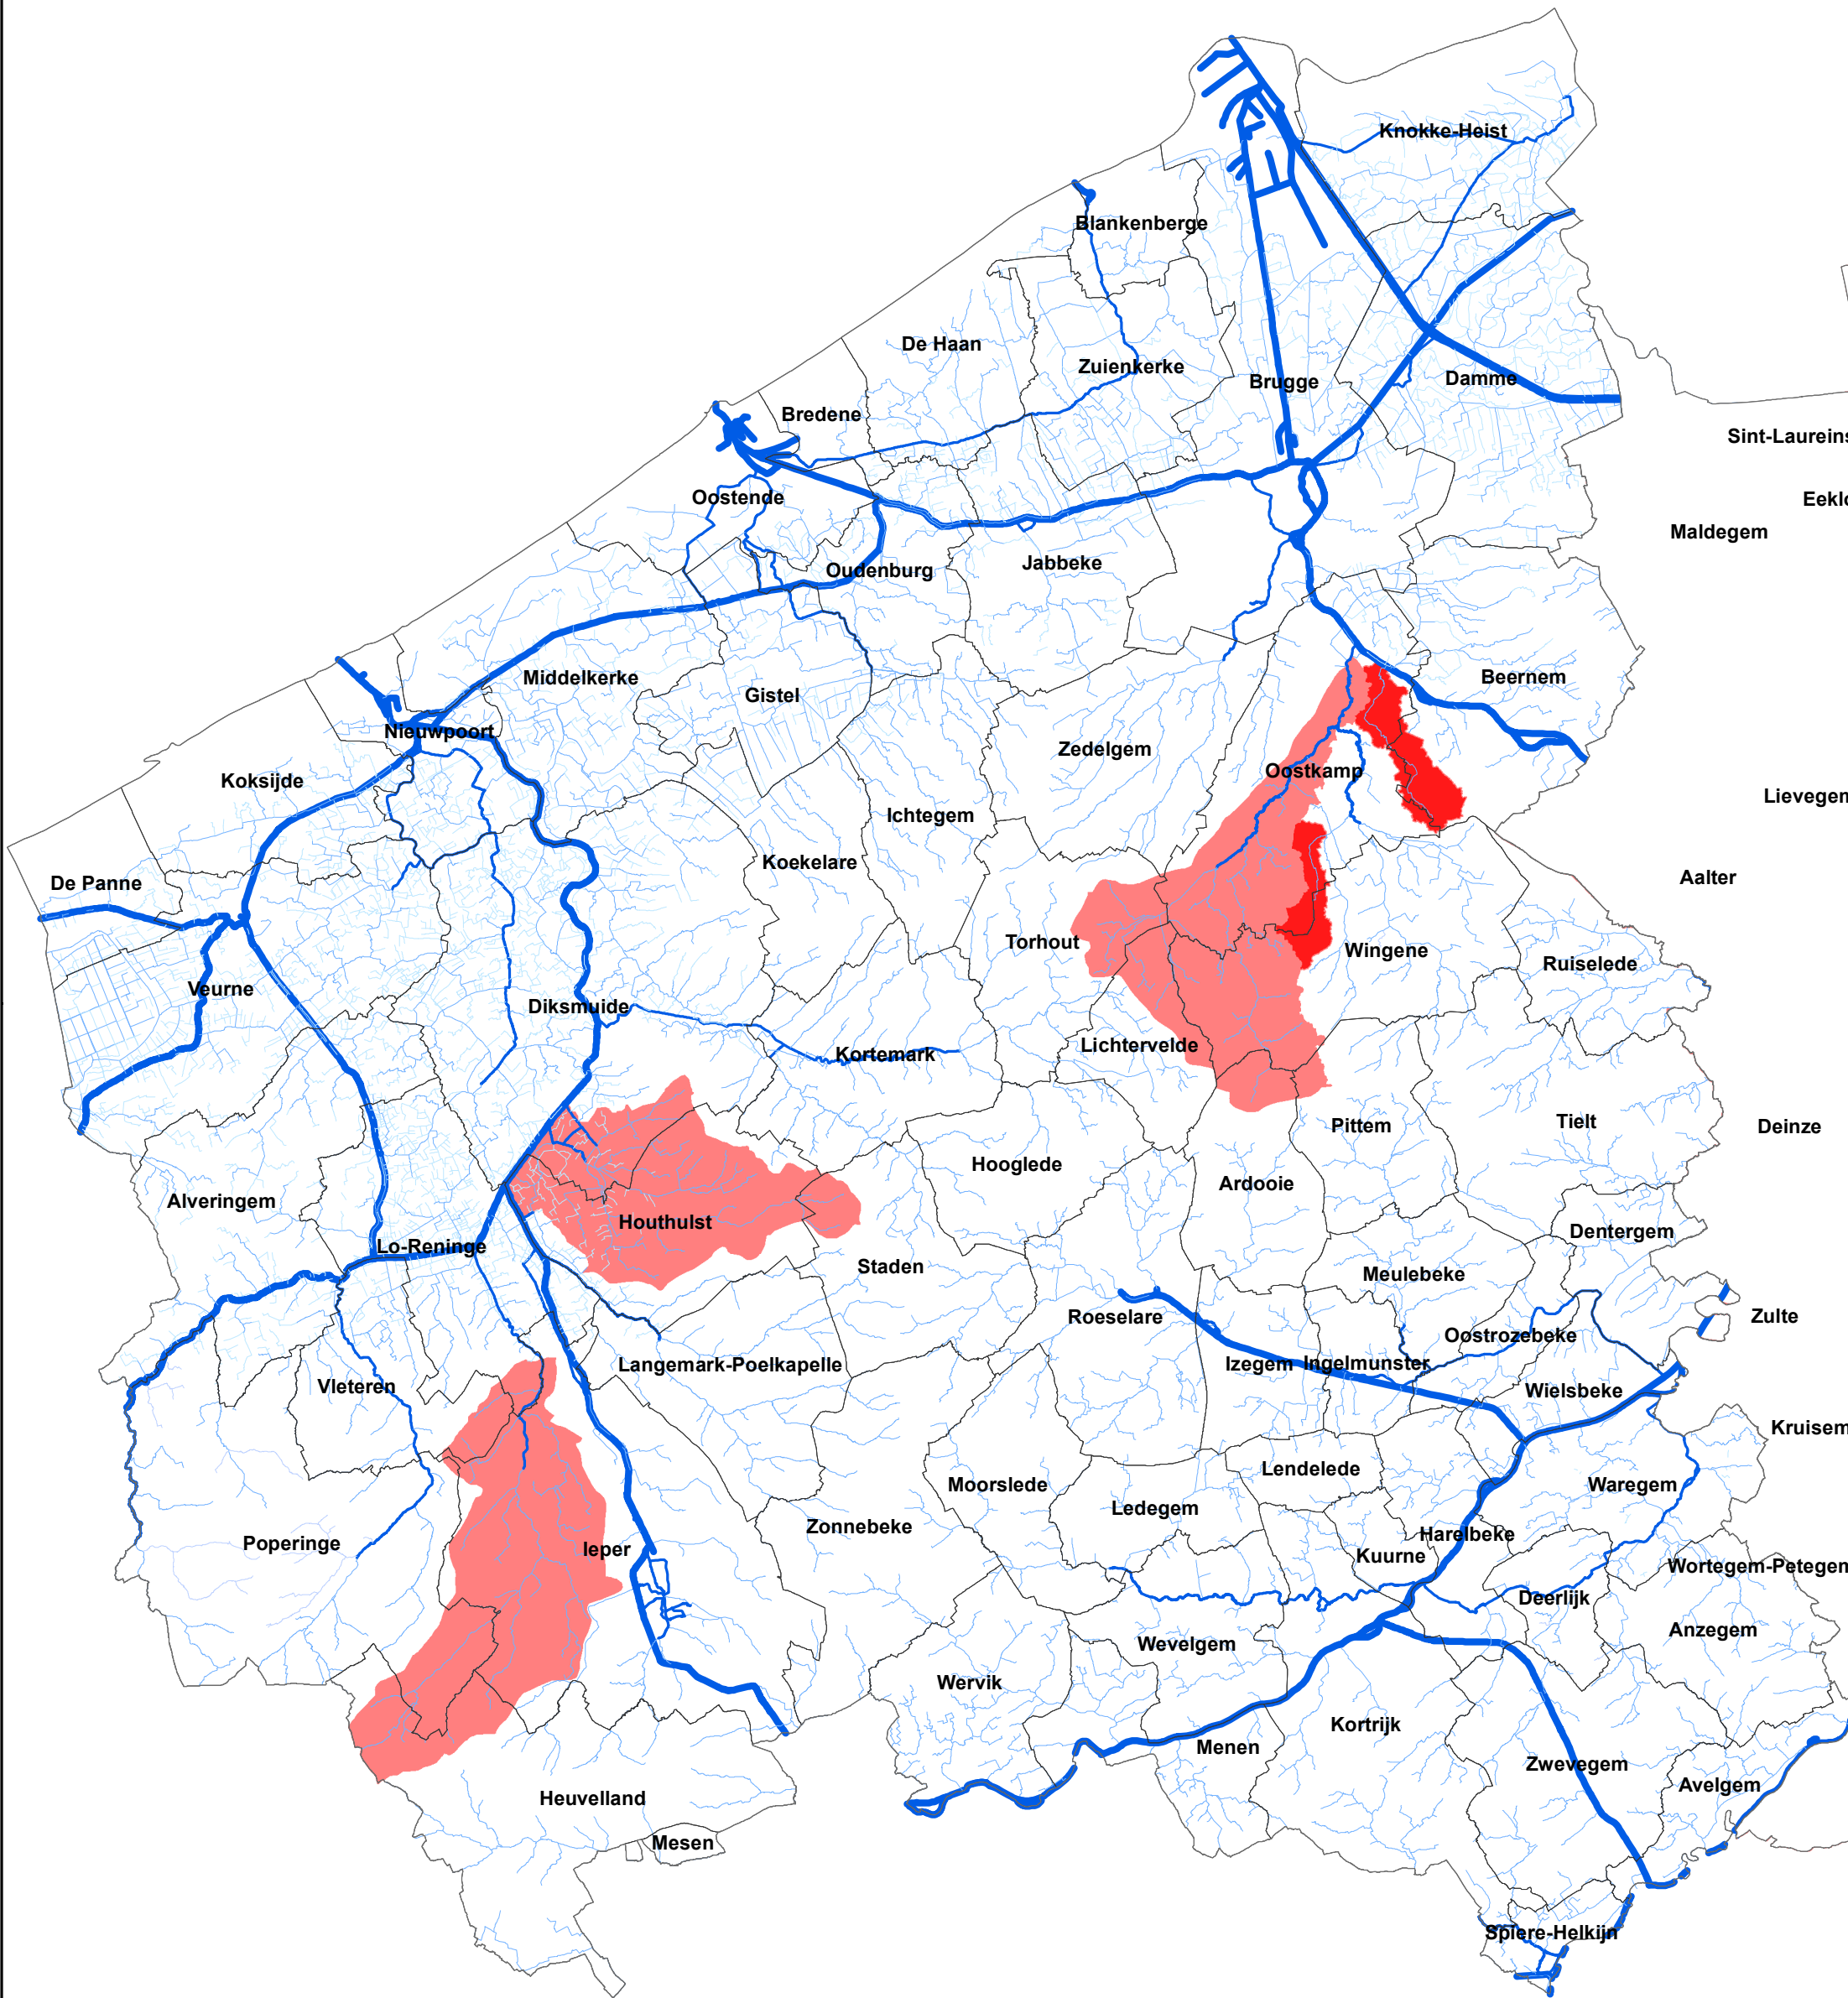 Knokke-Heist
Blankenberge
De Haan
Zuienkerke
Brugge
Damme
Bredene
Sint-Laureins
Oostende
Maldegem
Jabbeke
Oudenburg
Middelkerke
Gistel
Beernem
Nieuwpoort
Zedelgem
Oostkamp
Koksijde
Ichtegem
Koekelare
De Panne
Aalter
Torhout
Wingene
Ruiselede
Veurne
Diksmuide
Kortemark
Lichtervelde
Pittem
Tielt
Deinze
Hooglede
Ardooie
Alveringem
Houthulst
Dentergem
Lo-Reninge
Staden
Meulebeke
Roeselare
Zulte
Oostrozebeke
Langemark-Poelkapelle
Izegem
Ingelmunster
Vleteren
Wielsbeke
Lendelede
Moorslede
Waregem
Ledegem
Zonnebeke
Harelbeke
Poperinge
Ieper
Kuurne
Wortegem-Petegem
Deerlijk
Anzegem
Wevelgem
Wervik
Kortrijk
Menen
Zwevegem
Avelgem
Heuvelland
Mesen
Spiere-Helkijn